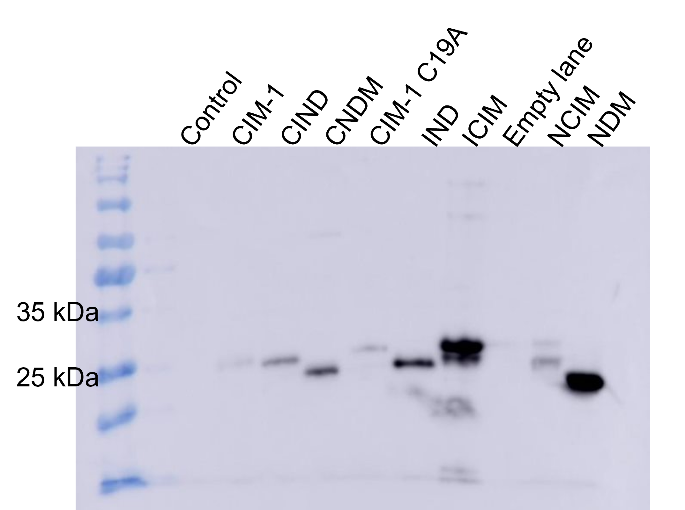 Control
CIM-1
CIND
CNDM
CIM-1 C19A
IND
ICIM
Empty lane
NCIM
NDM
35 kDa
25 kDa